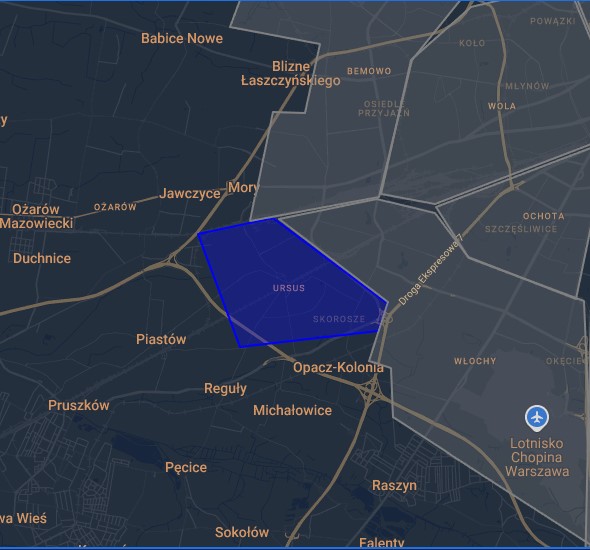 POWĄZKI
Babice Nowe
KOŁO
Blizne
Łaszczyńskiego
BEMOWO
MŁYNÓW
OSIEDLE
PRZYJAŹŃ
WOLA
y
Jawczyce
Mory
Ożarów
Mazowiecki
OŻARÓW
OCHOTA
SZCZĘŚLIWICE
Duchnice
Droga Ekspresowa 7
URSUS
SKOROSZE
Piastów
Opacz-Kolonia
WŁOCHY
OKĘCIE
Reguły
Pruszków
Michałowice
Lotnisko
Chopina
Warszawa
Pęcice
Raszyn
wa Wieś
Sokołów
Falenty